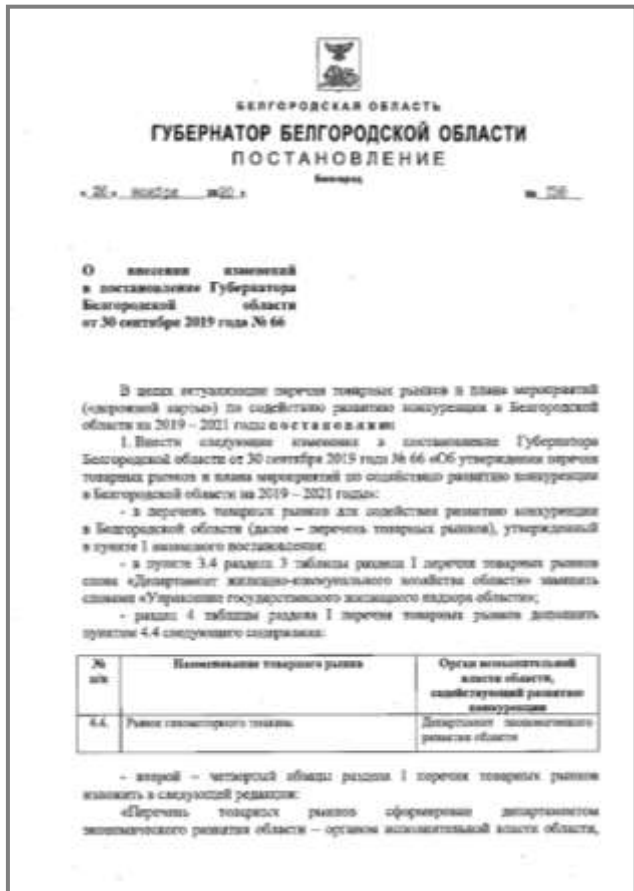 БЕЛГОРОДСКАЯ ОБЛАСТЬ
ГУБЕРНАТОР БЕЛГОРОДСКОЙ ОБЛАСТИ
ПОСТАНОВЛЕНИЕ
Белгород
ноября
№
О внесении изменений
в постановление Губернатора
Белгородской области
от 30 сентября 2019 года № 66
В целях актуализации перечня товарных рынков и плана мероприятий
(«дорожной карты») по содействию развитию конкуренции в Белгородской
области на 2019 – 2021 годы п о с т а н о в л я ю:
1. Внести следующие изменения в постановление Губернатора
Белгородской области от 30 сентября 2019 года № 66 «Об утверждении перечня
товарных рынков и плана мероприятий по содействию развитию конкуренции
в Белгородской области на 2019 – 2021 годы»:
- в перечень товарных рынков для содействия развитию конкуренции
в Белгородской области (далее – перечень товарных рынков), утвержденный
в пункте 1 названного постановления:
- в пункте 3.4 раздела 3 таблицы раздела I перечня товарных рынков
слова «Департамент жилищно-коммунального хозяйства области» заменить
словами «Управление государственного жилищного надзора области»;
- раздел 4 таблицы раздела I перечня товарных рынков дополнить
пунктом 4.4 следующего содержания:
№ п/п
Наименование товарного рынка
Орган исполнительной
власти области,
содействующий развитию
конкуренции
4.4.
Рынок газомоторного топлива
Департамент экономического
развития области
- второй – четвертый абзацы раздела I перечня товарных рынков
изложить в следующей редакции:
«Перечень товарных рынков сформирован департаментом
экономического развития области – органом исполнительной власти области,